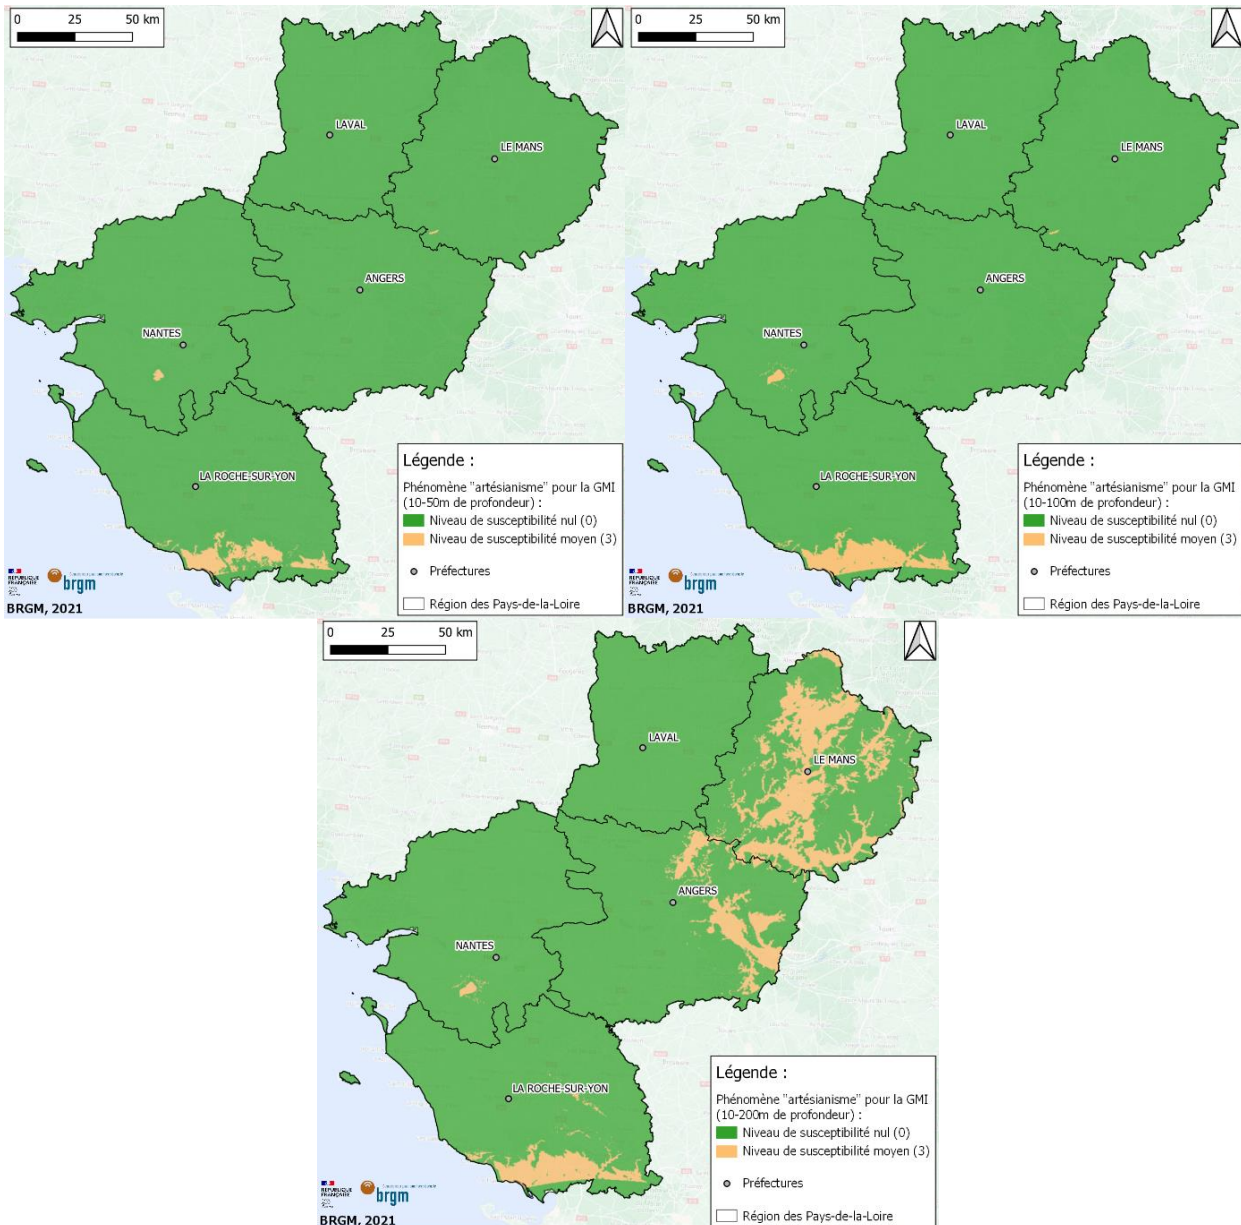 0 25 50 km
LAVAL
LE MANS
ANGERS
NANTES
LA ROCHE-SUR-YON
Légende :
Phénomène "artésianisme" pour la GMI
(10-50m de profondeur) :
Niveau de susceptibilité nul (0)
Niveau de susceptibilité moyen (3)
Préfectures
Région des Pays-de-la-Loire
RÉPUBLIQUE
FRANÇAISE
brgm
BRGM, 2021
0 25 50 km
LAVAL
LE MANS
ANGERS
NANTES
LA ROCHE-SUR-YON
Légende :
Phénomène "artésianisme" pour la GMI
(10-100m de profondeur) :
Niveau de susceptibilité nul (0)
Niveau de susceptibilité moyen (3)
Préfectures
Région des Pays-de-la-Loire
RÉPUBLIQUE
FRANÇAISE
brgm
BRGM, 2021
0 25 50 km
LAVAL
LE MANS
ANGERS
NANTES
LA ROCHE-SUR-YON
Légende :
Phénomène "artésianisme" pour la GMI
(10-200m de profondeur) :
Niveau de susceptibilité nul (0)
Niveau de susceptibilité moyen (3)
Préfectures
Région des Pays-de-la-Loire
RÉPUBLIQUE
FRANÇAISE
brgm
BRGM, 2021